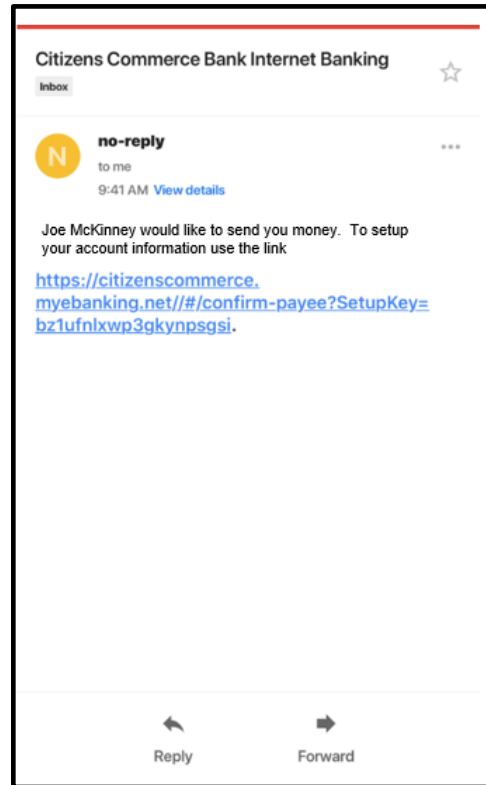 Citizens Commerce Bank Internet Banking
Inbox
N
no-reply
to me
9:41 AM View details
Joe McKinney would like to send you money. To setup
your account information use the link
https://citizenscommerce.
myebanking.net//#/confirm-payee?SetupKey=
bz1ufnlxwp3gkynpsgsi.
Reply
Forward